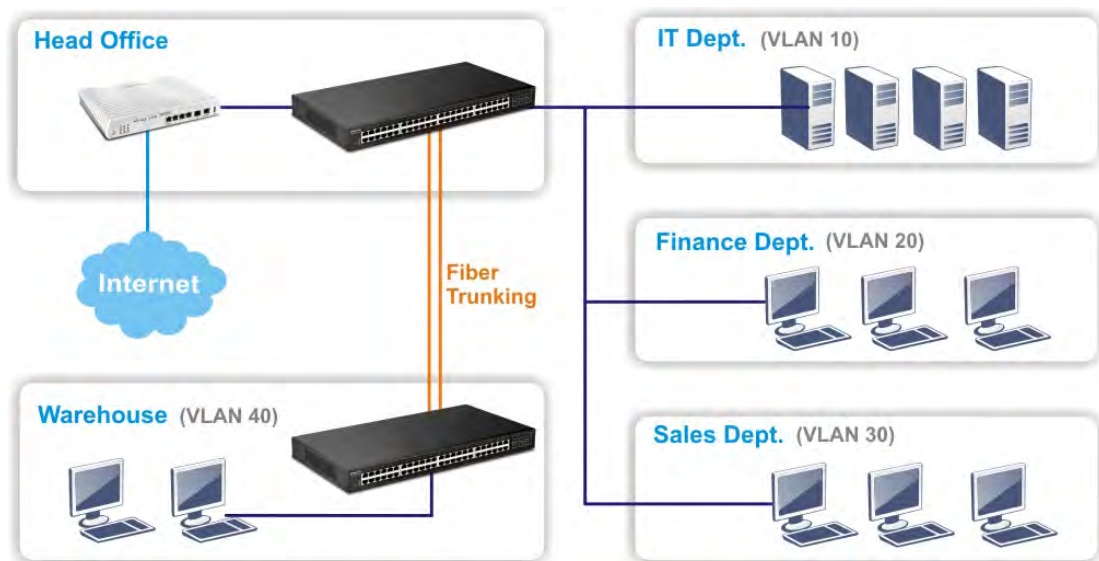 Head Office
IT Dept. (VLAN 10)
Internet
Fiber
Trunking
Finance Dept. (VLAN 20)
Warehouse (VLAN 40)
Sales Dept. (VLAN 30)